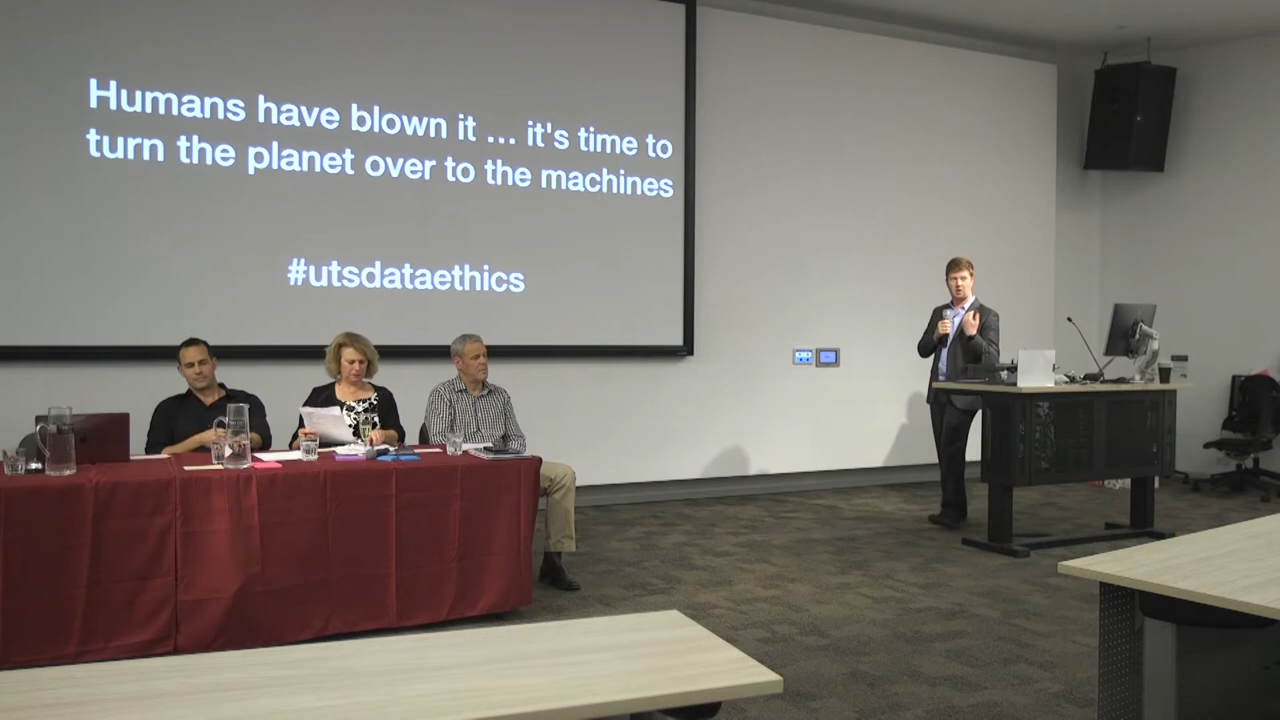 Humans have blown it ... it's time to
turn the planet over to the machines
#utsdataethics